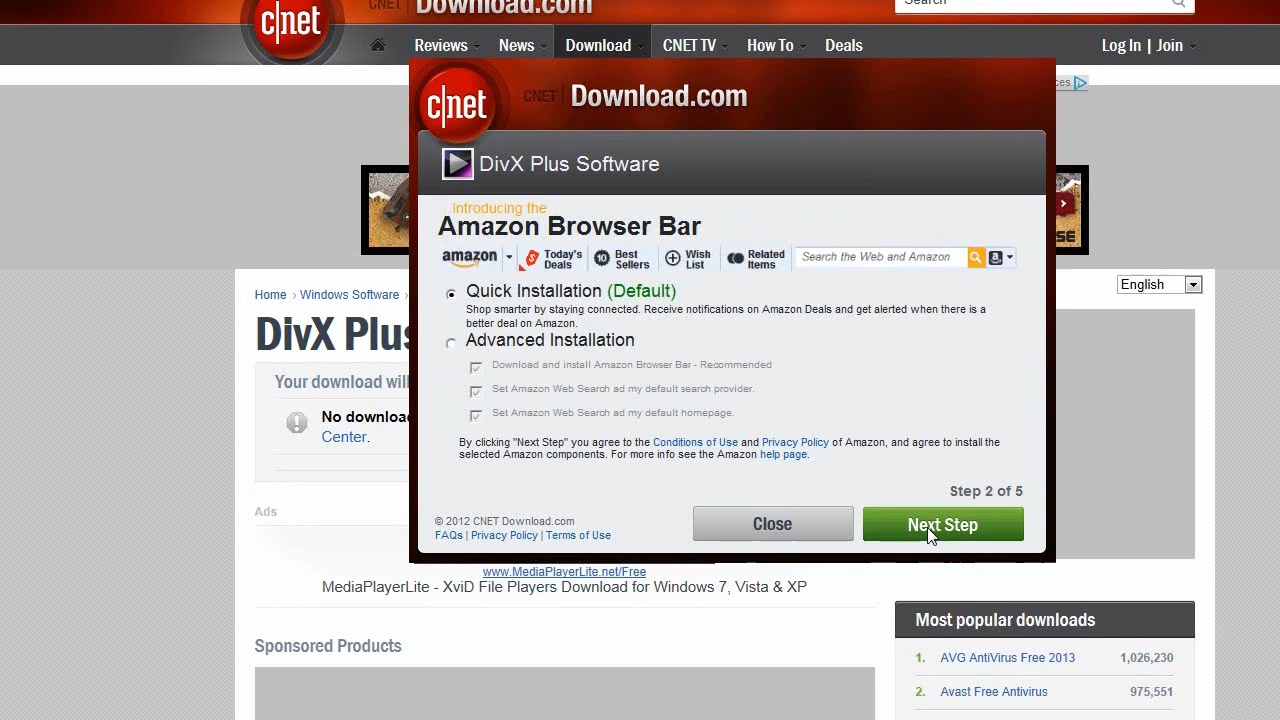 CNET Download.com
Search
c|net
Reviews News Download CNET TV How To Deals Log In | Join
CNET Download.com
c|net
DivX Plus Software
Introducing the
Amazon Browser Bar
amazon Today's Deals 10 Best Sellers Wish List Related Items Search the Web and Amazon a
Quick Installation (Default)
Shop smarter by staying connected. Receive notifications on Amazon Deals and get alerted when there is a
better deal on Amazon.
Advanced Installation
Download and install Amazon Browser Bar - Recommended
Set Amazon Web Search ad my default search provider.
Set Amazon Web Search ad my default homepage.
By clicking "Next Step" you agree to the Conditions of Use and Privacy Policy of Amazon, and agree to install the
selected Amazon components. For more info see the Amazon help page.
Step 2 of 5
Close Next Step
© 2012 CNET Download.com
FAQs | Privacy Policy | Terms of Use
Home › Windows Software ›
English
DivX Plus
Your download will
No downloa
Center.
Ads
www.MediaPlayerLite.net/Free
MediaPlayerLite - XviD File Players Download for Windows 7, Vista & XP
Sponsored Products
Most popular downloads
1. AVG AntiVirus Free 2013 1,026,230
2. Avast Free Antivirus 975,551